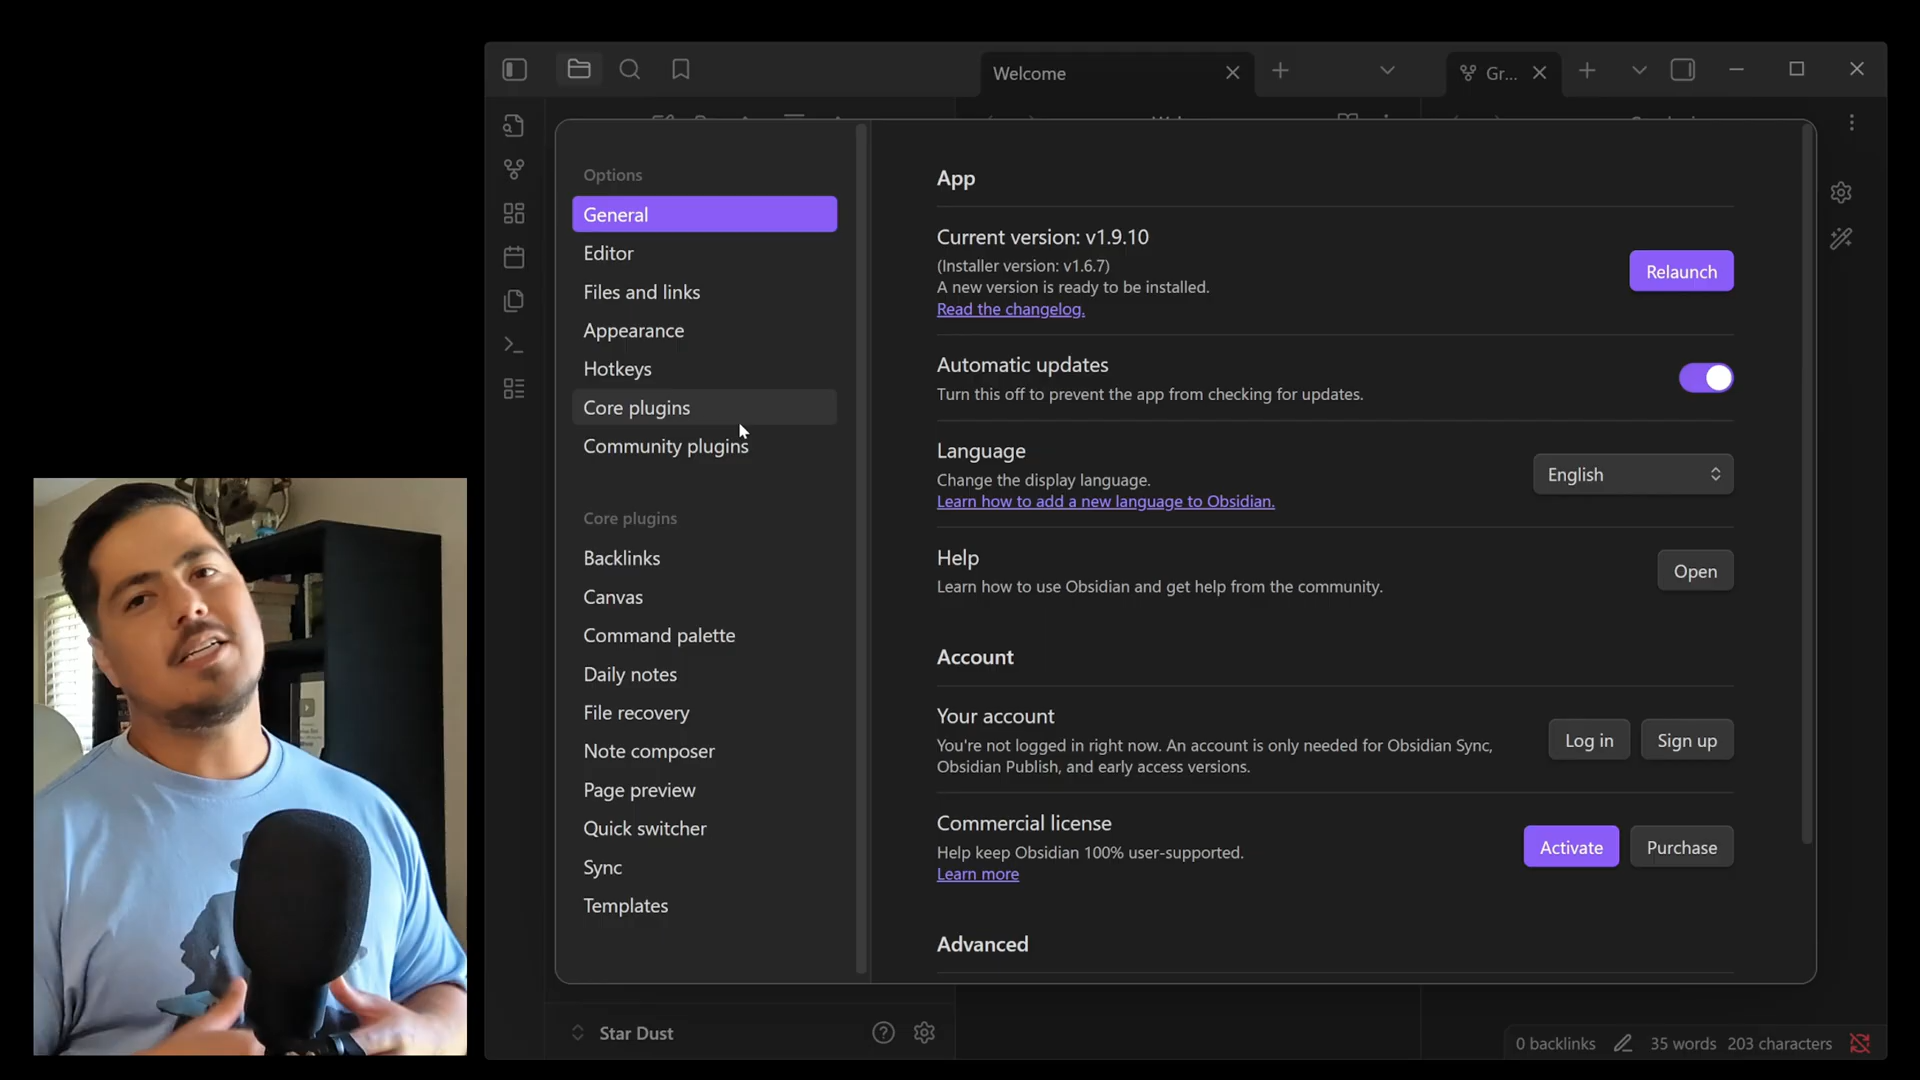 Welcome
Gr...
Options
General
Editor
Files and links
Appearance
Hotkeys
Core plugins
Community plugins
Core plugins
Backlinks
Canvas
Command palette
Daily notes
File recovery
Note composer
Page preview
Quick switcher
Sync
Templates
App
Current version: v1.9.10
(Installer version: v1.6.7)
A new version is ready to be installed.
Read the changelog.
Relaunch
Automatic updates
Turn this off to prevent the app from checking for updates.
Language
Change the display language.
Learn how to add a new language to Obsidian.
English
Help
Learn how to use Obsidian and get help from the community.
Open
Account
Your account
You're not logged in right now. An account is only needed for Obsidian Sync,
Obsidian Publish, and early access versions.
Log in
Sign up
Commercial license
Help keep Obsidian 100% user-supported.
Learn more
Activate
Purchase
Advanced
Star Dust
0 backlinks
35 words
203 characters